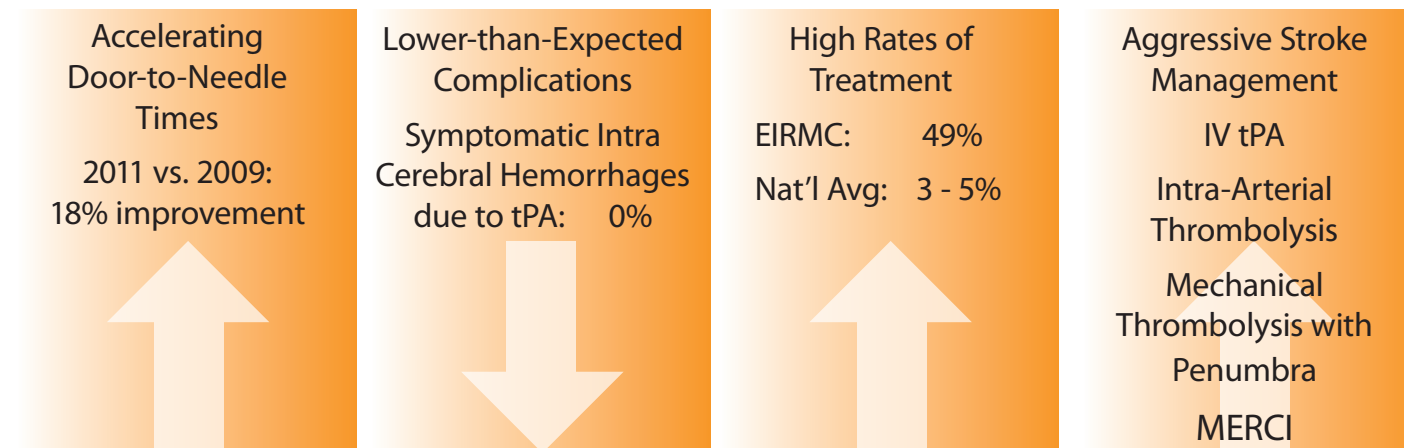 Accelerating
Door-to-Needle
Times
2011 vs. 2009:
18% improvement
Lower-than-Expected
Complications
Symptomatic Intra
Cerebral Hemorrhages
due to tPA: 0%
High Rates of
Treatment
EIRMC: 49%
Nat’l Avg: 3 - 5%
Aggressive Stroke
Management
IV tPA
Intra-Arterial
Thrombolysis
Mechanical
Thrombolysis with
Penumbra
MERCI